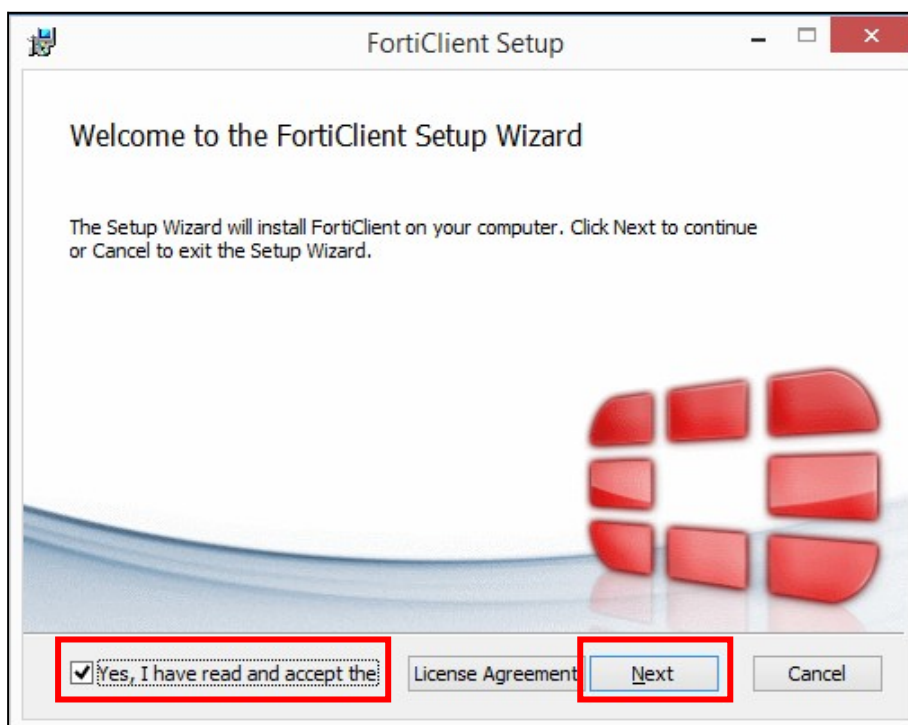 FortiClient Setup
Welcome to the FortiClient Setup Wizard
The Setup Wizard will install FortiClient on your computer. Click Next to continue
or Cancel to exit the Setup Wizard.
Yes, I have read and accept the License Agreement Next Cancel